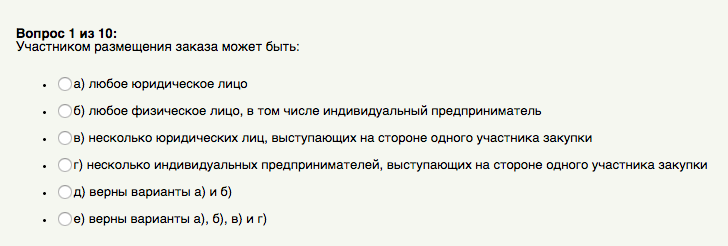 Вопрос 1 из 10:
Участником размещения заказа может быть:
а) любое юридическое лицо
б) любое физическое лицо, в том числе индивидуальный предприниматель
в) несколько юридических лиц, выступающих на стороне одного участника закупки
г) несколько индивидуальных предпринимателей, выступающих на стороне одного участника закупки
д) верны варианты а) и б)
е) верны варианты а), б), в) и г)